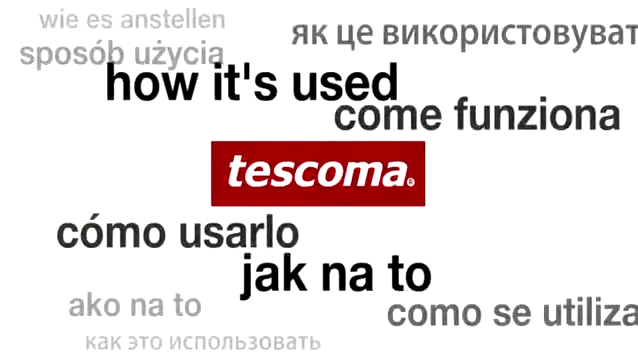 wie es anstellen
як це використовуват
sposób użycia
how it's used
come funziona
tescoma®
cómo usarlo
jak na to
ako na to
como se utiliza
как это использовать